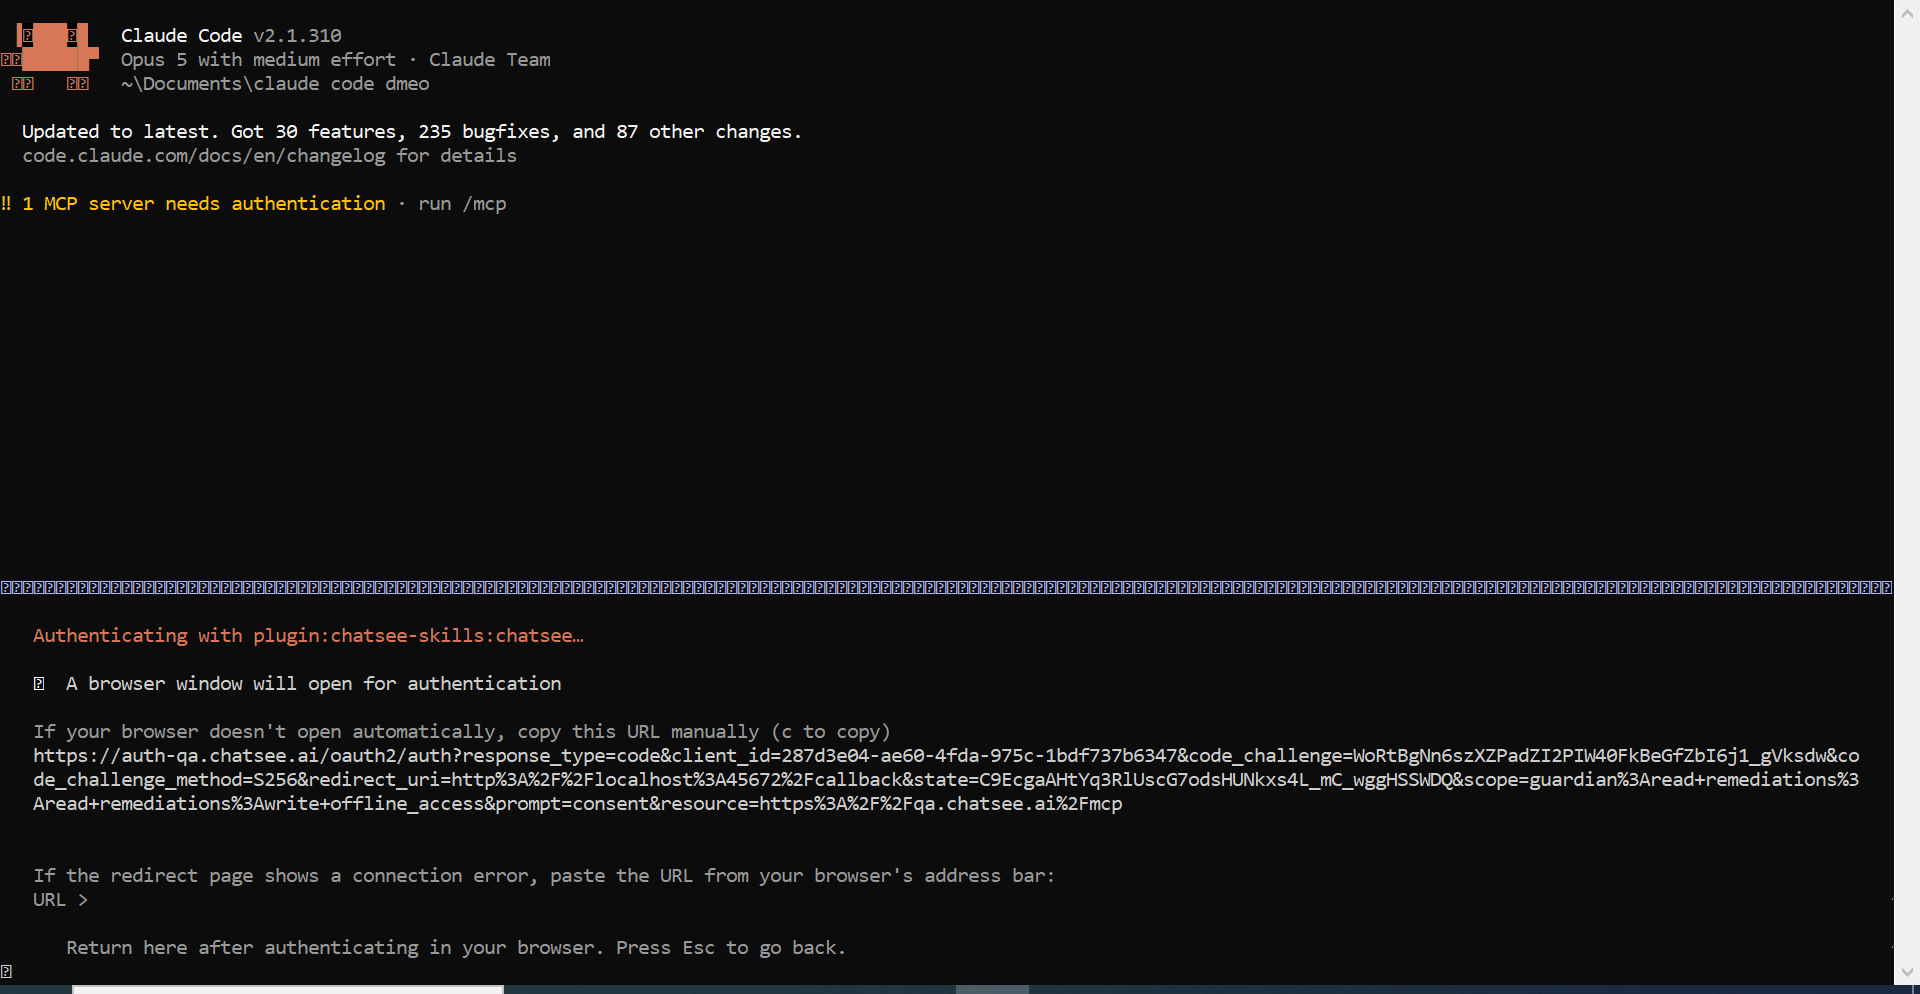 Claude Code v2.1.310
Opus 5 with medium effort · Claude Team
~\Documents\claude code dmeo
Updated to latest. Got 30 features, 235 bugfixes, and 87 other changes.
code.claude.com/docs/en/changelog for details
‼ 1 MCP server needs authentication · run /mcp
Authenticating with plugin:chatsee-skills:chatsee…
A browser window will open for authentication
If your browser doesn't open automatically, copy this URL manually (c to copy)
https://auth-qa.chatsee.ai/oauth2/auth?response_type=code&client_id=287d3e04-ae60-4fda-975c-1bdf737b6347&code_challenge=WoRtBgNn6szXZPadZI2PIW40FkBeGfZbI6j1_gVksdw&co
de_challenge_method=S256&redirect_uri=http%3A%2F%2Flocalhost%3A45672%2Fcallback&state=C9EcgaAHtYq3RlUscG7odsHUNkxs4L_mC_wggHSSWDQ&scope=guardian%3Aread+remediations%3
Aread+remediations%3Awrite+offline_access&prompt=consent&resource=https%3A%2F%2Fqa.chatsee.ai%2Fmcp
If the redirect page shows a connection error, paste the URL from your browser's address bar:
URL >
Return here after authenticating in your browser. Press Esc to go back.